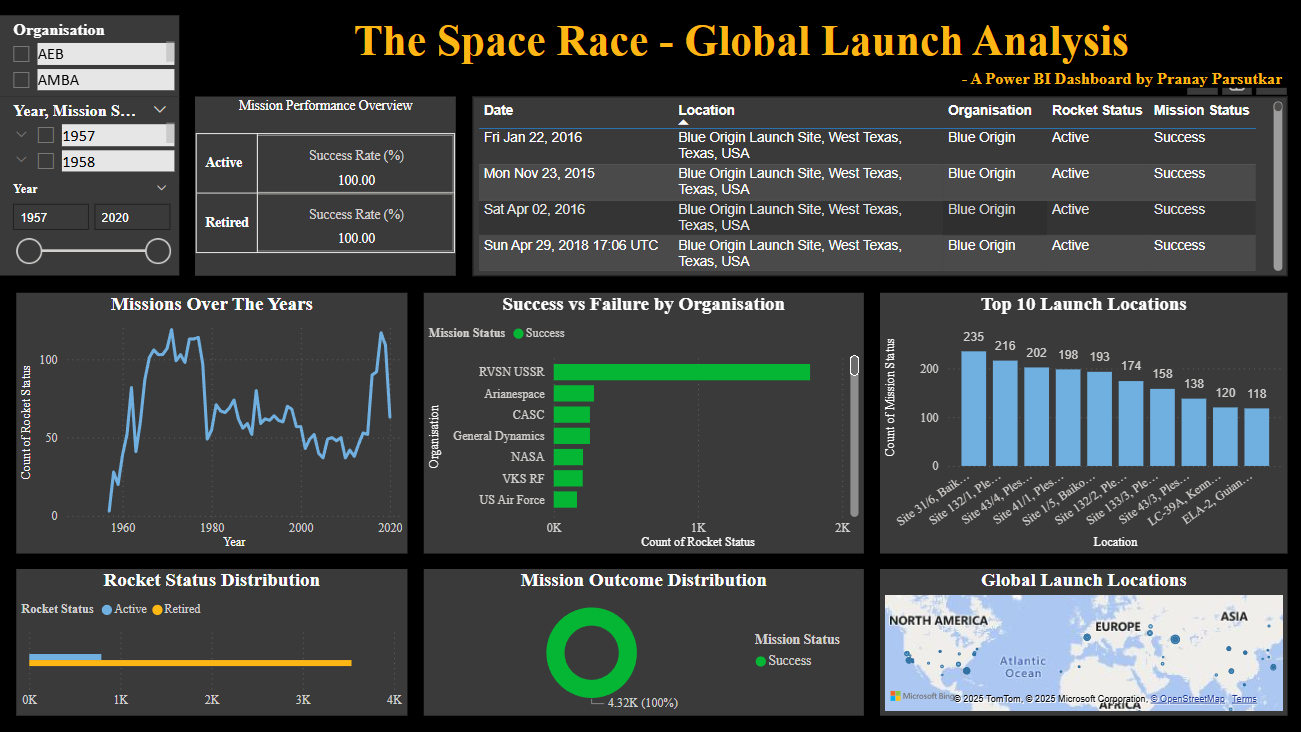 The Space Race - Global Launch Analysis
- A Power BI Dashboard by Pranay Parsutkar
Organisation
AEB
AMBA
Year, Mission S...
1957
1958
Year
1957 2020
Mission Performance Overview
Active Success Rate (%)
100.00
Retired Success Rate (%)
100.00
Date Location Organisation Rocket Status Mission Status
Fri Jan 22, 2016 Blue Origin Launch Site, West Texas, Blue Origin Active Success
Texas, USA
Mon Nov 23, 2015 Blue Origin Launch Site, West Texas, Blue Origin Active Success
Texas, USA
Sat Apr 02, 2016 Blue Origin Launch Site, West Texas, Blue Origin Active Success
Texas, USA
Sun Apr 29, 2018 17:06 UTC Blue Origin Launch Site, West Texas, Blue Origin Active Success
Texas, USA
Missions Over The Years
Count of Rocket Status
100
50
0
1960 1980 2000 2020
Year
Success vs Failure by Organisation
Mission Status Success
Organisation
RVSN USSR
Arianespace
CASC
General Dynamics
NASA
VKS RF
US Air Force
0K 1K 2K
Count of Rocket Status
Top 10 Launch Locations
Count of Mission Status
235 216 202 198 193 174 158 138 120 118
200
100
0
Site 31/6, Baik...
Site 132/1, Ple...
Site 43/4, Ples...
Site 41/1, Ples...
Site 1/5, Baiko...
Site 132/2, Ple...
Site 133/3, Ple...
Site 43/3, Ples...
LC-39A, Kenn...
ELA-2, Guian...
Location
Rocket Status Distribution
Rocket Status Active Retired
0K 1K 2K 3K 4K
Mission Outcome Distribution
Mission Status
Success
4.32K (100%)
Global Launch Locations
NORTH AMERICA
EUROPE
ASIA
Atlantic
Ocean
AFRICA
Microsoft Bing
© 2025 TomTom, © 2025 Microsoft Corporation, © OpenStreetMap Terms